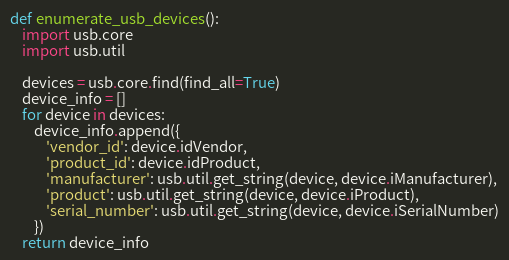 def enumerate_usb_devices():
    import usb.core
    import usb.util

    devices = usb.core.find(find_all=True)
    device_info = []
    for device in devices:
        device_info.append({
            'vendor_id': device.idVendor,
            'product_id': device.idProduct,
            'manufacturer': usb.util.get_string(device, device.iManufacturer),
            'product': usb.util.get_string(device, device.iProduct),
            'serial_number': usb.util.get_string(device, device.iSerialNumber)
        })
    return device_info